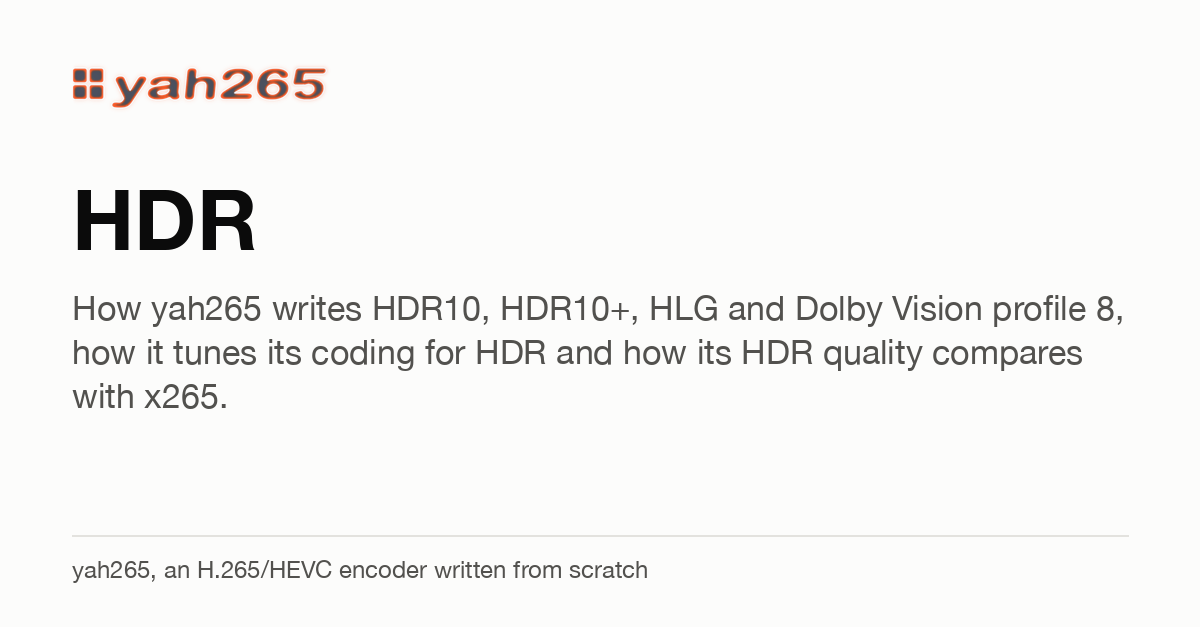 yah265
HDR
How yah265 writes HDR10, HDR10+, HLG and Dolby Vision profile 8,
how it tunes its coding for HDR and how its HDR quality compares
with x265.
yah265, an H.265/HEVC encoder written from scratch